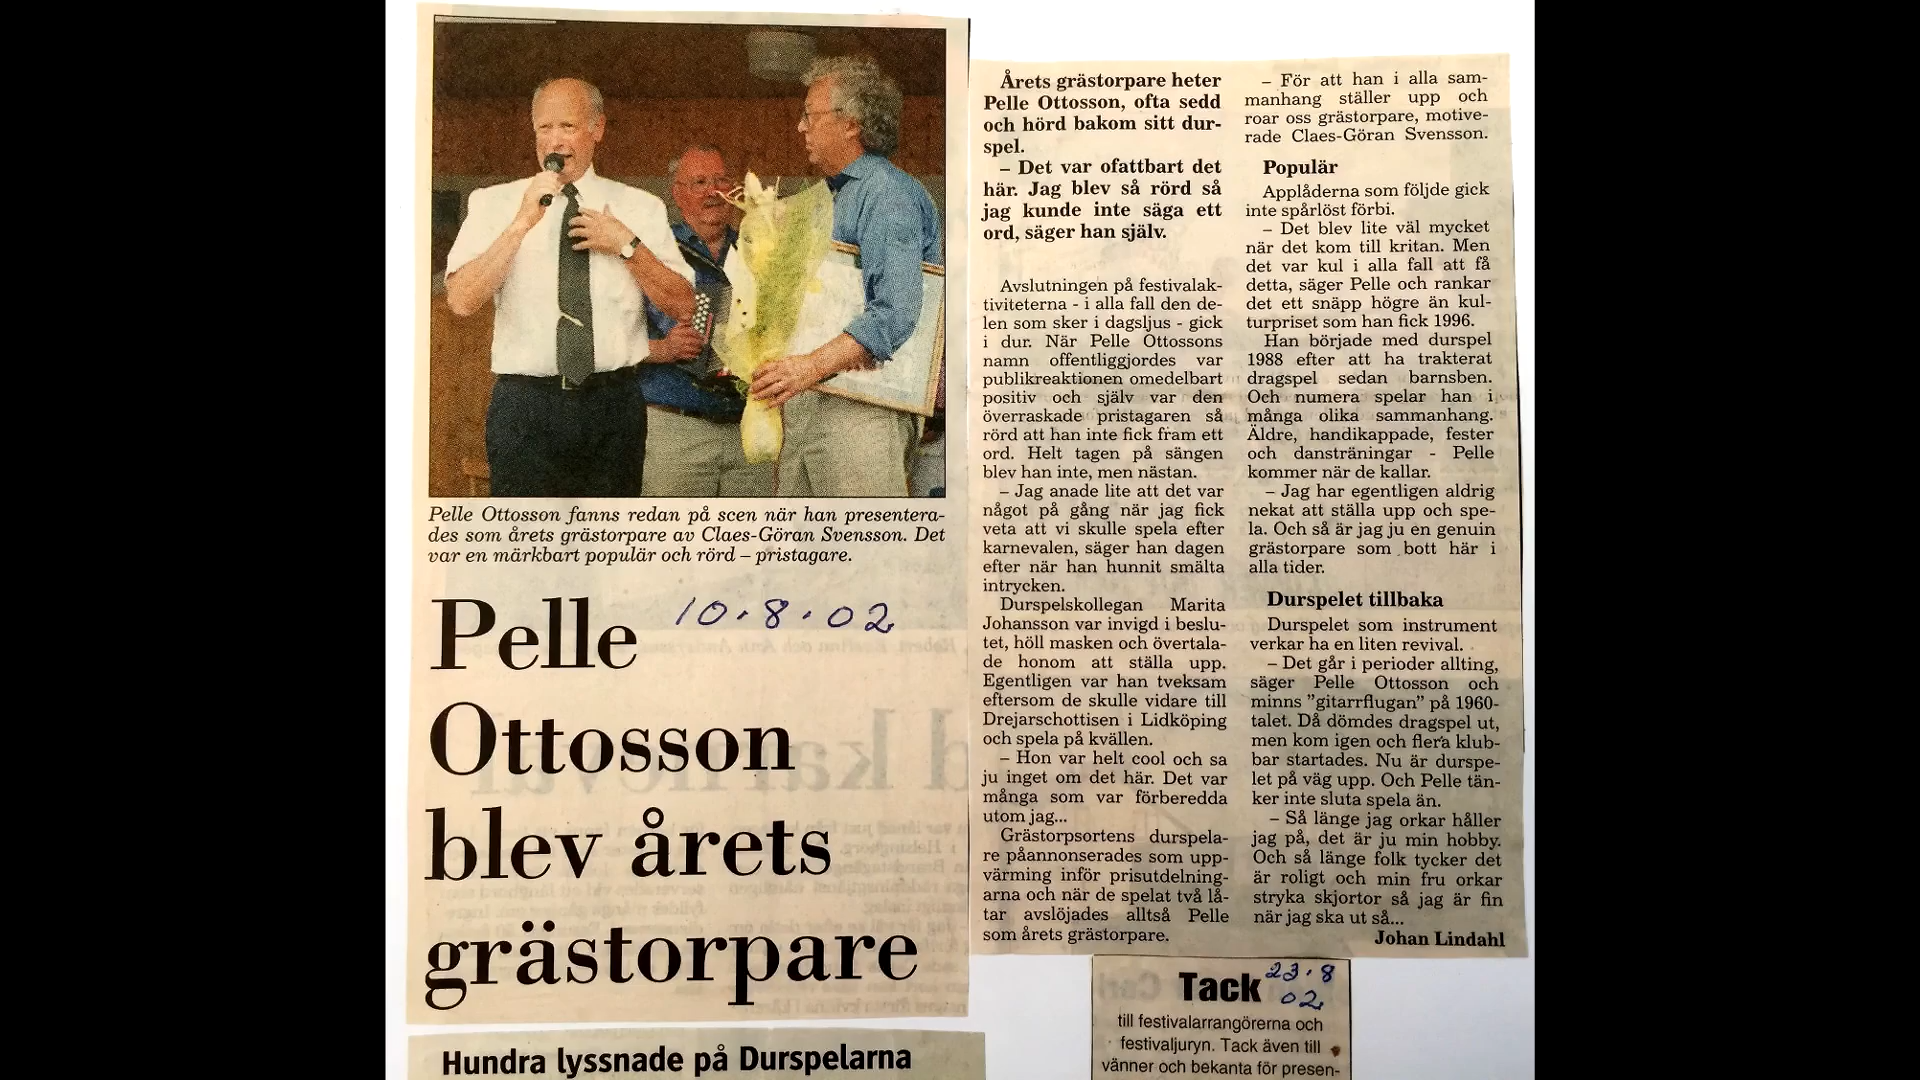 Pelle Ottosson fanns redan på scen när han presentera-
des som årets grästorpare av Claes-Göran Svensson. Det
var en märkbart populär och rörd – pristagare.
Pelle
10.8.02
Ottosson
blev årets
grästorpare
Årets grästorpare heter
Pelle Ottosson, ofta sedd
och hörd bakom sitt dur-
spel.
– Det var ofattbart det
här. Jag blev så rörd så
jag kunde inte säga ett
ord, säger han själv.
Avslutningen på festivalak-
tiviteterna - i alla fall den de-
len som sker i dagsljus - gick
i dur. När Pelle Ottossons
namn offentliggjordes var
publikreaktionen omedelbart
positiv och själv var den
överraskade pristagaren så
rörd att han inte fick fram ett
ord. Helt tagen på sängen
blev han inte, men nästan.
– Jag anade lite att det var
något på gång när jag fick
veta att vi skulle spela efter
karnevalen, säger han dagen
efter när han hunnit smälta
intrycken.
Durspelskollegan Marita
Johansson var invigd i beslu-
tet, höll masken och övertala-
de honom att ställa upp.
Egentligen var han tveksam
eftersom de skulle vidare till
Drejarschottisen i Lidköping
och spela på kvällen.
– Hon var helt cool och sa
ju inget om det här. Det var
många som var förberedda
utom jag...
Grästorpsortens durspela-
re påannonserades som upp-
värming inför prisutdelning-
arna och när de spelat två lå-
tar avslöjades alltså Pelle
som årets grästorpare.
– För att han i alla sam-
manhang ställer upp och
roar oss grästorpare, motive-
rade Claes-Göran Svensson.
Populär
Applåderna som följde gick
inte spårlöst förbi.
– Det blev lite väl mycket
när det kom till kritan. Men
det var kul i alla fall att få
detta, säger Pelle och rankar
det ett snäpp högre än kul-
turpriset som han fick 1996.
Han började med durspel
1988 efter att ha trakterat
dragspel sedan barnsben.
Och numera spelar han i
många olika sammanhang.
Äldre, handikappade, fester
och dansträningar - Pelle
kommer när de kallar.
– Jag har egentligen aldrig
nekat att ställa upp och spe-
la. Och så är jag ju en genuin
grästorpare som bott här i
alla tider.
Durspelet tillbaka
Durspelet som instrument
verkar ha en liten revival.
– Det går i perioder allting,
säger Pelle Ottosson och
minns ”gitarrflugan” på 1960-
talet. Då dömdes dragspel ut,
men kom igen och flera klub-
bar startades. Nu är durspe-
let på väg upp. Och Pelle tän-
ker inte sluta spela än.
– Så länge jag orkar håller
jag på, det är ju min hobby.
Och så länge folk tycker det
är roligt och min fru orkar
stryka skjortor så jag är fin
när jag ska ut så...
Johan Lindahl
Hundra lyssnade på Durspelarna
Tack
23.8
02
till festivalarrangörerna och
festivaljuryn. Tack även till
vänner och bekanta för presen-